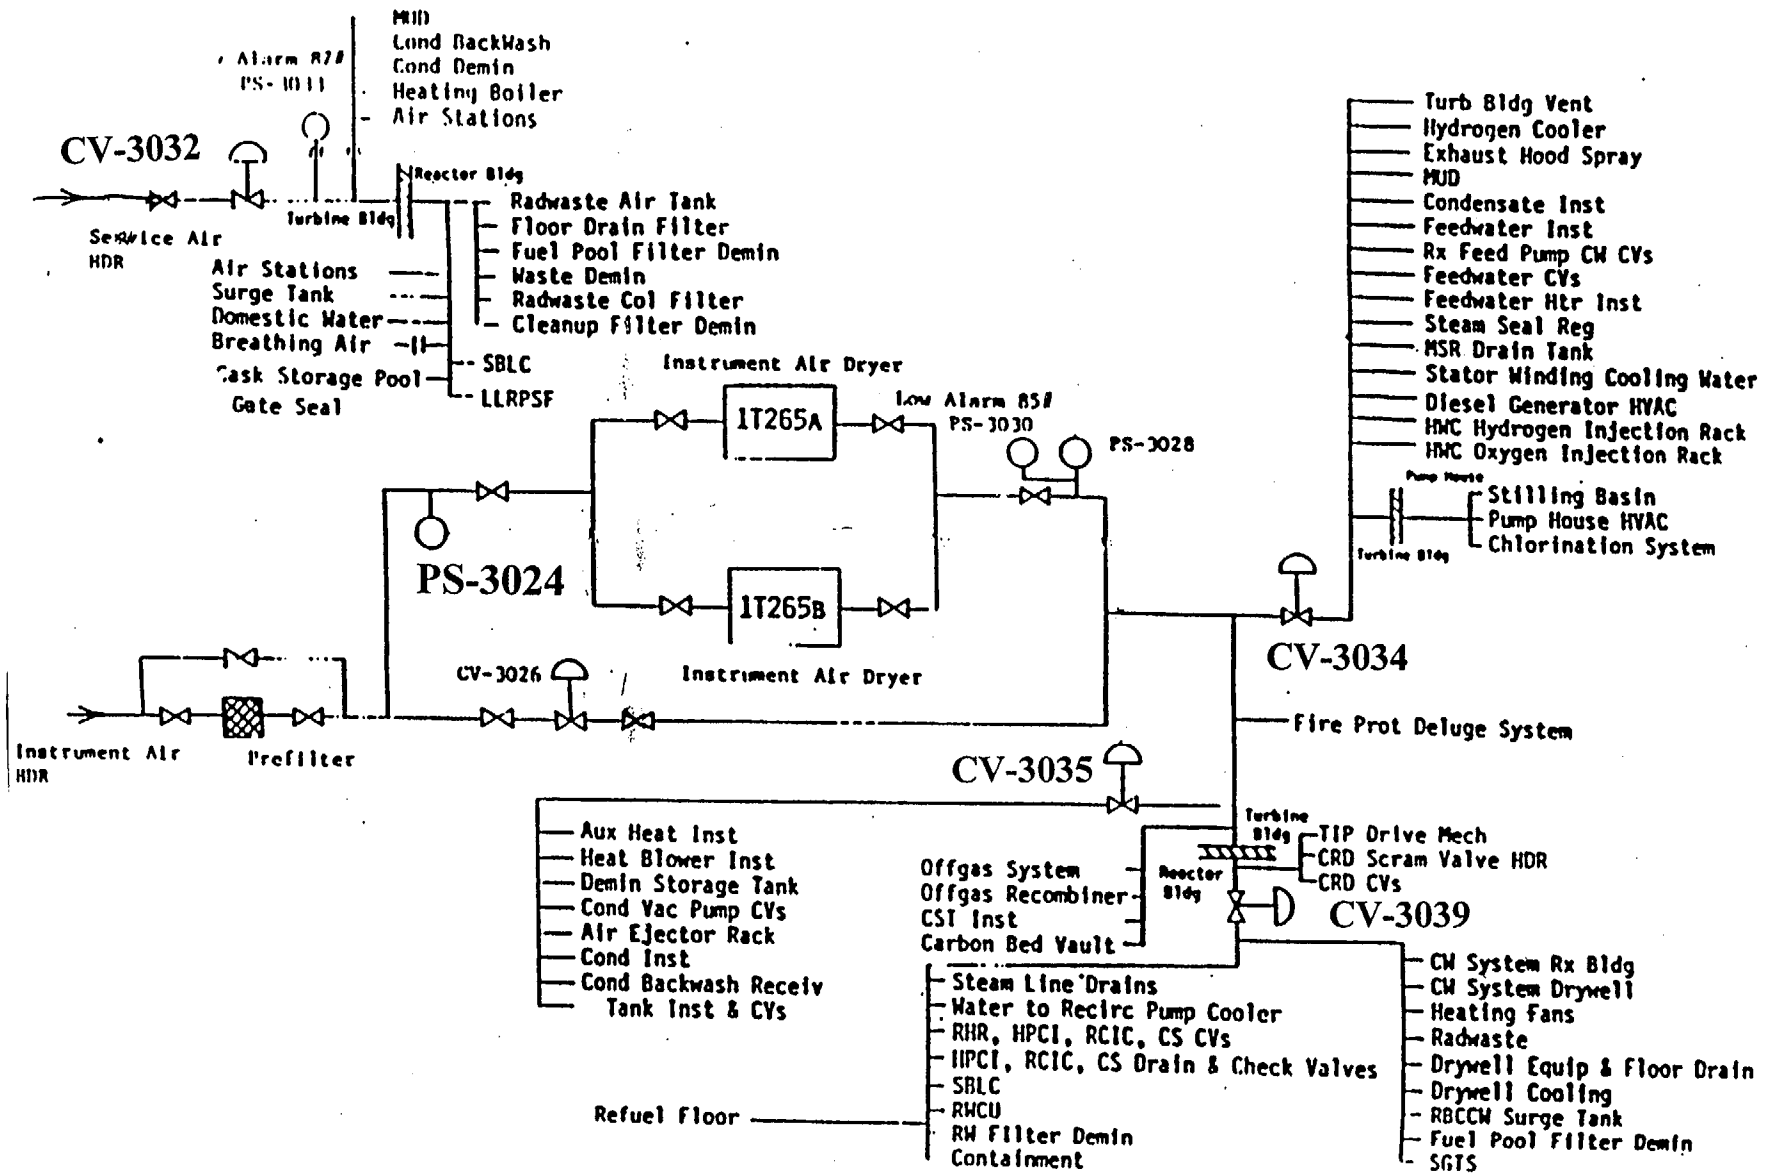 MUD
Cond BackWash
Cond Demin
Heating Boiler
Air Stations
Alarm 87#
CV-3032
Service Air
HDR
Turbine Bldg
Reactor Bldg
Radwaste Air Tank
Floor Drain Filter
Fuel Pool Filter Demin
Waste Demin
Radwaste Col Filter
Cleanup Filter Demin
Air Stations
Surge Tank
Domestic Water
Breathing Air
Cask Storage Pool
Gate Seal
SBLC
LLRPSF
Instrument Air Dryer
1T265A
Low Alarm 85#
PS-3030
PS-3028
PS-3024
1T265B
Instrument Air Dryer
CV-3026
Instrument Air
HDR
Prefilter
Turb Bldg Vent
Hydrogen Cooler
Exhaust Hood Spray
MUD
Condensate Inst
Feedwater Inst
Rx Feed Pump CW CVs
Feedwater CVs
Feedwater Htr Inst
Steam Seal Reg
MSR Drain Tank
Stator Winding Cooling Water
Diesel Generator HVAC
HWC Hydrogen Injection Rack
HWC Oxygen Injection Rack
Pump House
Turbine Bldg
Stilling Basin
Pump House HVAC
Chlorination System
CV-3034
Fire Prot Deluge System
CV-3035
Aux Heat Inst
Heat Blower Inst
Demin Storage Tank
Cond Vac Pump CVs
Air Ejector Rack
Cond Inst
Cond Backwash Receiv
Tank Inst & CVs
Turbine
Bldg
Reactor
Bldg
TIP Drive Mech
CRD Scram Valve HDR
CRD CVs
CV-3039
Offgas System
Offgas Recombiner
CST Inst
Carbon Bed Vault
Steam Line Drains
Water to Recirc Pump Cooler
RHR, HPCI, RCIC, CS CVs
HPCI, RCIC, CS Drain & Check Valves
SBLC
RWCU
RW Filter Demin
Containment
Refuel Floor
CW System Rx Bldg
CW System Drywell
Heating Fans
Radwaste
Drywell Equip & Floor Drain
Drywell Cooling
RBCCW Surge Tank
Fuel Pool Filter Demin
SGTS